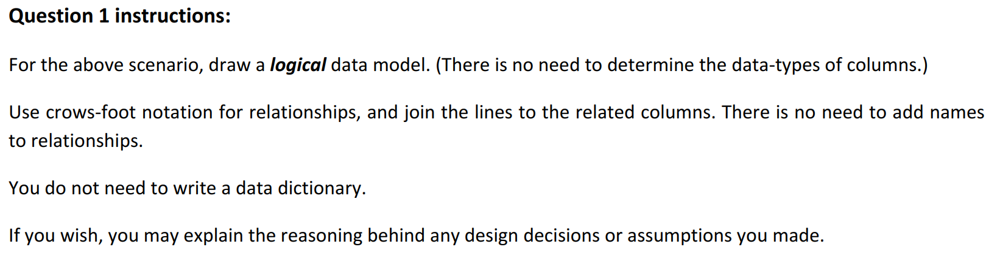 Question 1 instructions:
For the above scenario, draw a logical data model. (There is no need to determine the data-types of columns.)
Use crows-foot notation for relationships, and join the lines to the related columns. There is no need to add names
to relationships.
You do not need to write a data dictionary.
If you wish, you may explain the reasoning behind any design decisions or assumptions you made.